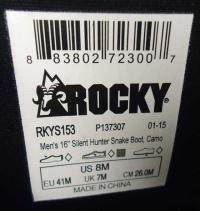 8 83802 72300 7
ROCKY
RKYS153 P137307 01-15
Men's 16" Silent Hunter Snake Boot, Camo
US 8M
EU 41M UK 7M CM 26.0M
MADE IN CHINA